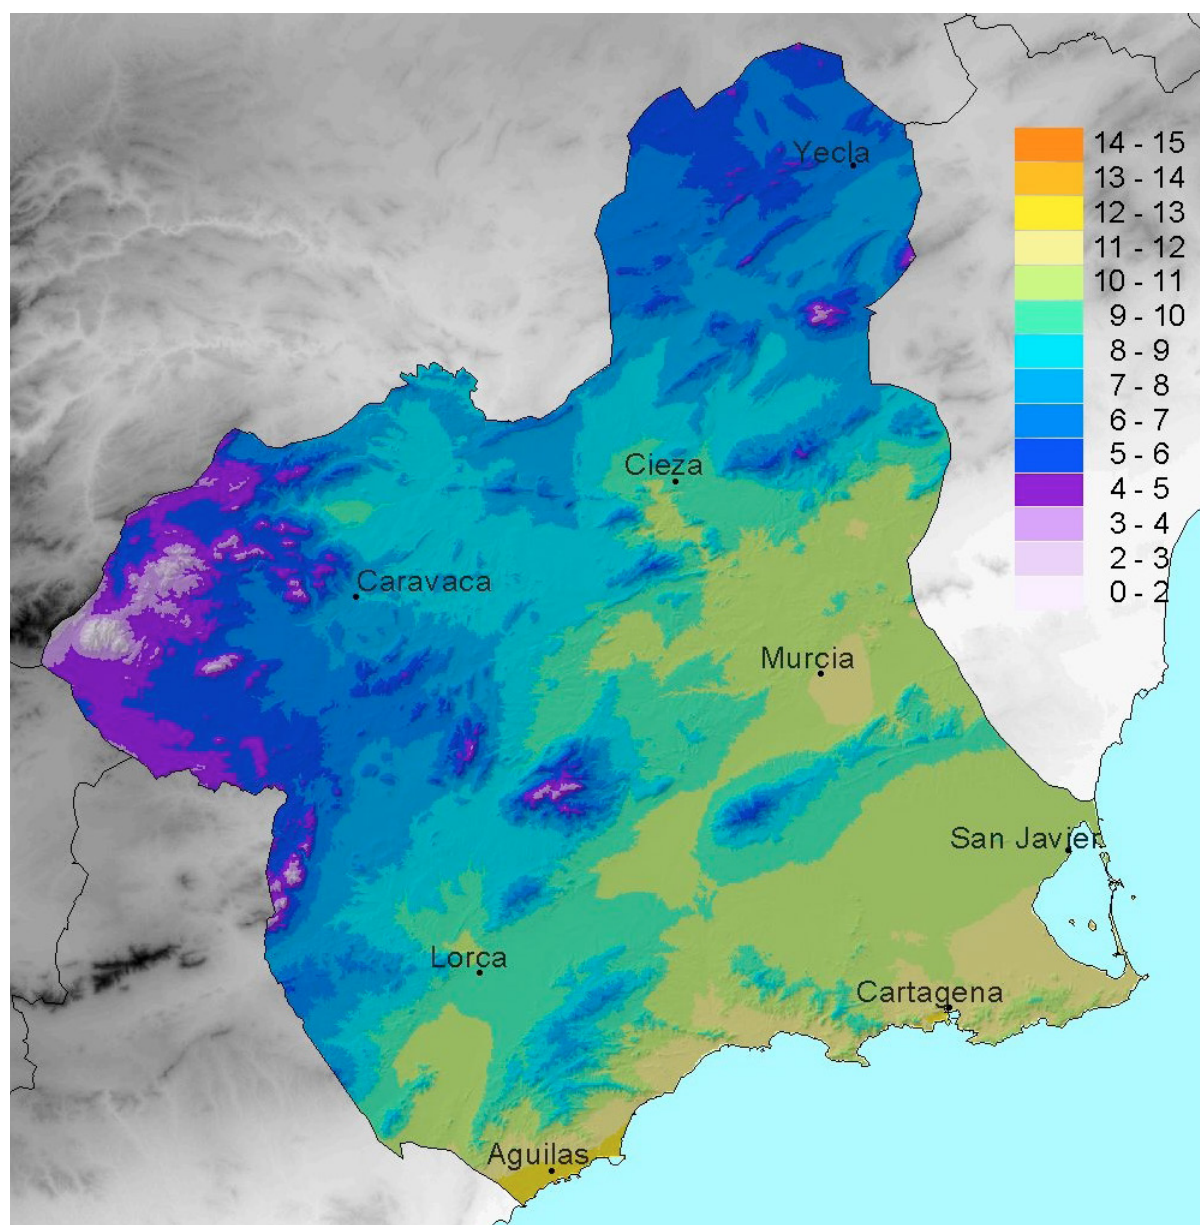 Yecla
14 - 15
13 - 14
12 - 13
11 - 12
10 - 11
9 - 10
8 - 9
7 - 8
6 - 7
5 - 6
4 - 5
3 - 4
2 - 3
0 - 2
Cieza
Caravaca
Murcia
San Javier
Lorca
Cartagena
Aguilas